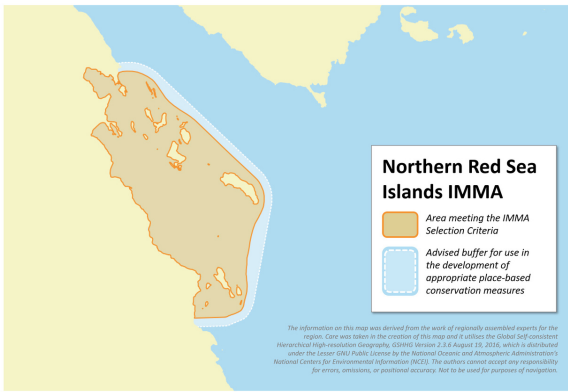 Northern Red Sea
Islands IMMA
Area meeting the IMMA
Selection Criteria
Advised buffer for use in
the development of
appropriate place-based
conservation measures
The information on this map was derived from the work of regionally assembled experts for the
region. Care was taken in the creation of this map and it utilises the Global Self-consistent
Hierarchical High-resolution Geography, GSHHG Version 2.3.6 August 19, 2016, which is distributed
under the Lesser GNU Public License by the National Oceanic and Atmospheric Administration's
National Centers for Environmental Information (NCEI). The authors cannot accept any responsibility
for errors, omissions, or positional accuracy. Not to be used for purposes of navigation.